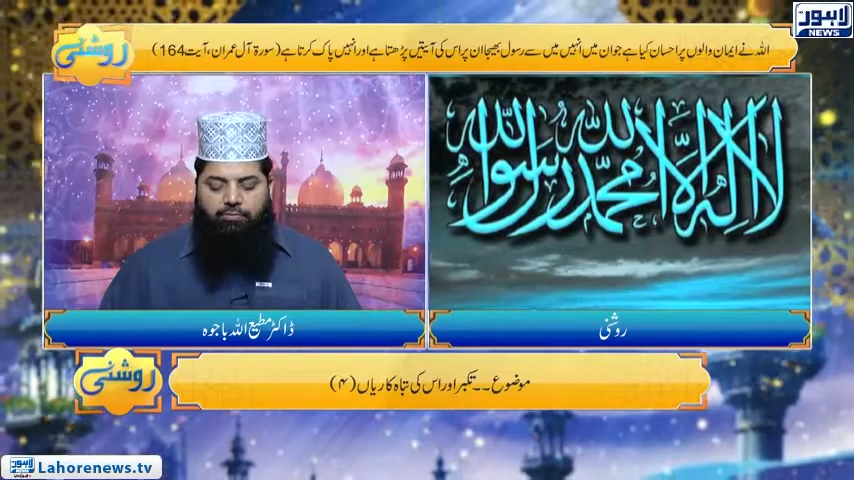 لاہور
NEWS
روشنی
اللہ نے ایمان والوں پر احسان کیا ہے جو ان میں انہیں میں سے رسول بھیجا ان پر اس کی آیتیں پڑھتا ہے اور انہیں پاک کرتا ہے (سورۃ آل عمران، آیت 164)
لا الہ الا اللہ محمد رسول اللہ
ڈاکٹر مطیع اللہ باجوہ
روشنی
روشنی
موضوع ۔۔ تکبر اور اس کی تباہ کاریاں (۴)
Lahorenews.tv